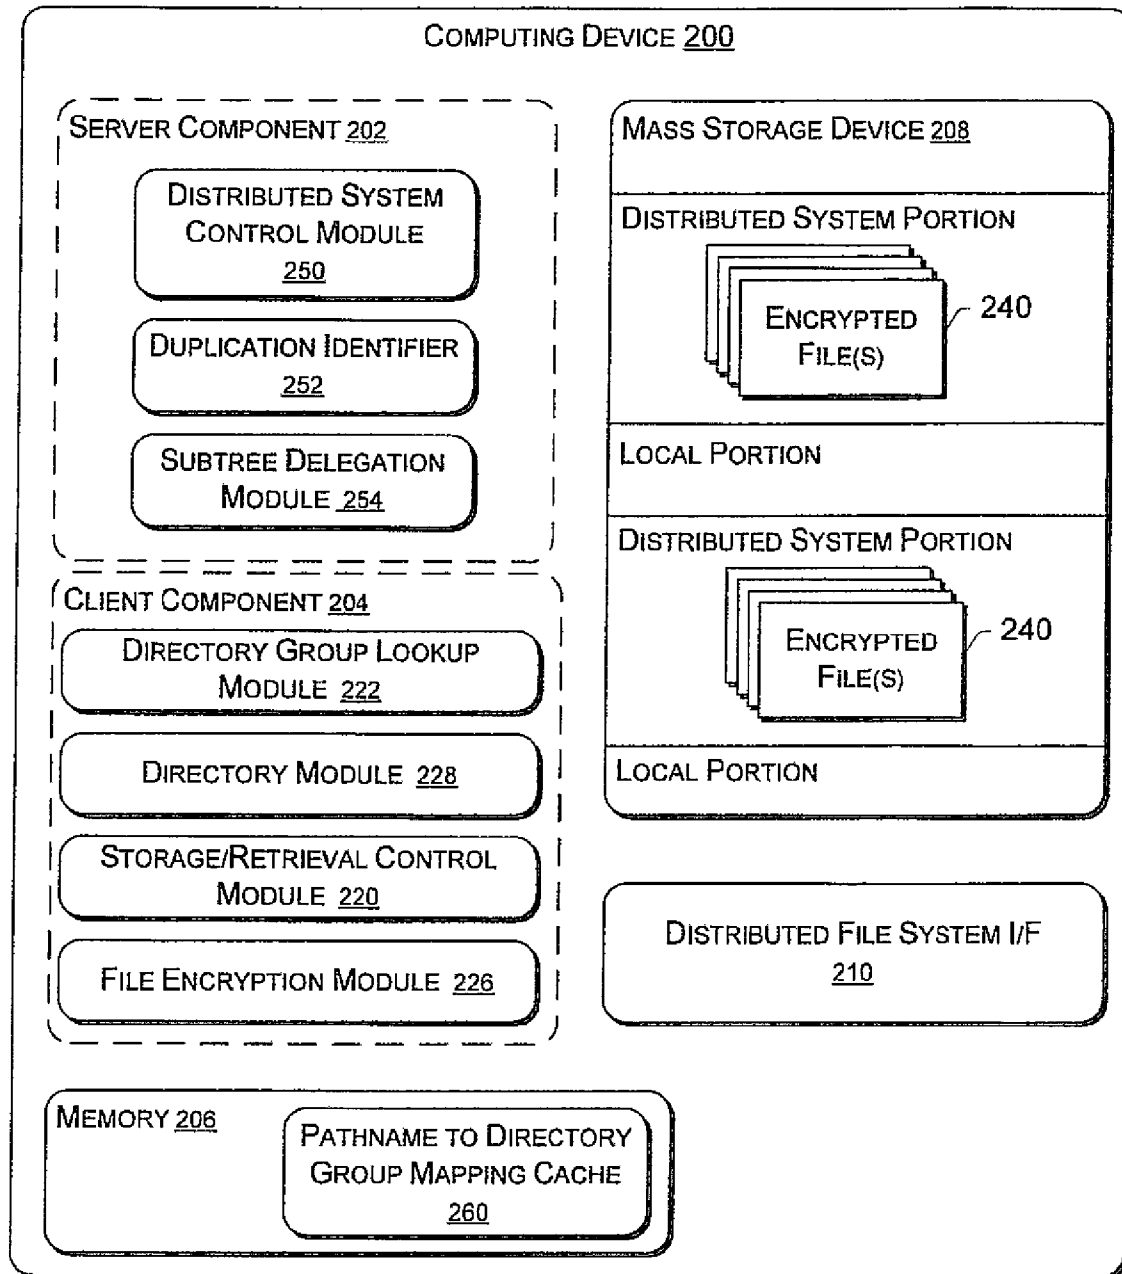 COMPUTING DEVICE 200
SERVER COMPONENT 202
DISTRIBUTED SYSTEM
CONTROL MODULE
250
DUPLICATION IDENTIFIER
252
SUBTREE DELEGATION
MODULE 254
CLIENT COMPONENT 204
DIRECTORY GROUP LOOKUP
MODULE 222
DIRECTORY MODULE 228
STORAGE/RETRIEVAL CONTROL
MODULE 220
FILE ENCRYPTION MODULE 226
MASS STORAGE DEVICE 208
DISTRIBUTED SYSTEM PORTION
ENCRYPTED
FILE(S)
240
LOCAL PORTION
DISTRIBUTED SYSTEM PORTION
ENCRYPTED
FILE(S)
240
LOCAL PORTION
DISTRIBUTED FILE SYSTEM I/F
210
MEMORY 206
PATHNAME TO DIRECTORY
GROUP MAPPING CACHE
260